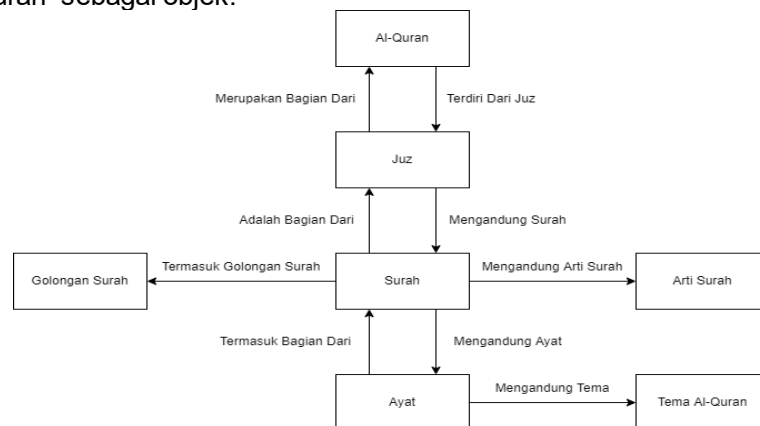 sebagai objek.
Al-Quran
Merupakan Bagian Dari
Terdiri Dari Juz
Juz
Adalah Bagian Dari
Mengandung Surah
Golongan Surah
Termasuk Golongan Surah
Surah
Mengandung Arti Surah
Arti Surah
Termasuk Bagian Dari
Mengandung Ayat
Ayat
Mengandung Tema
Tema Al-Quran